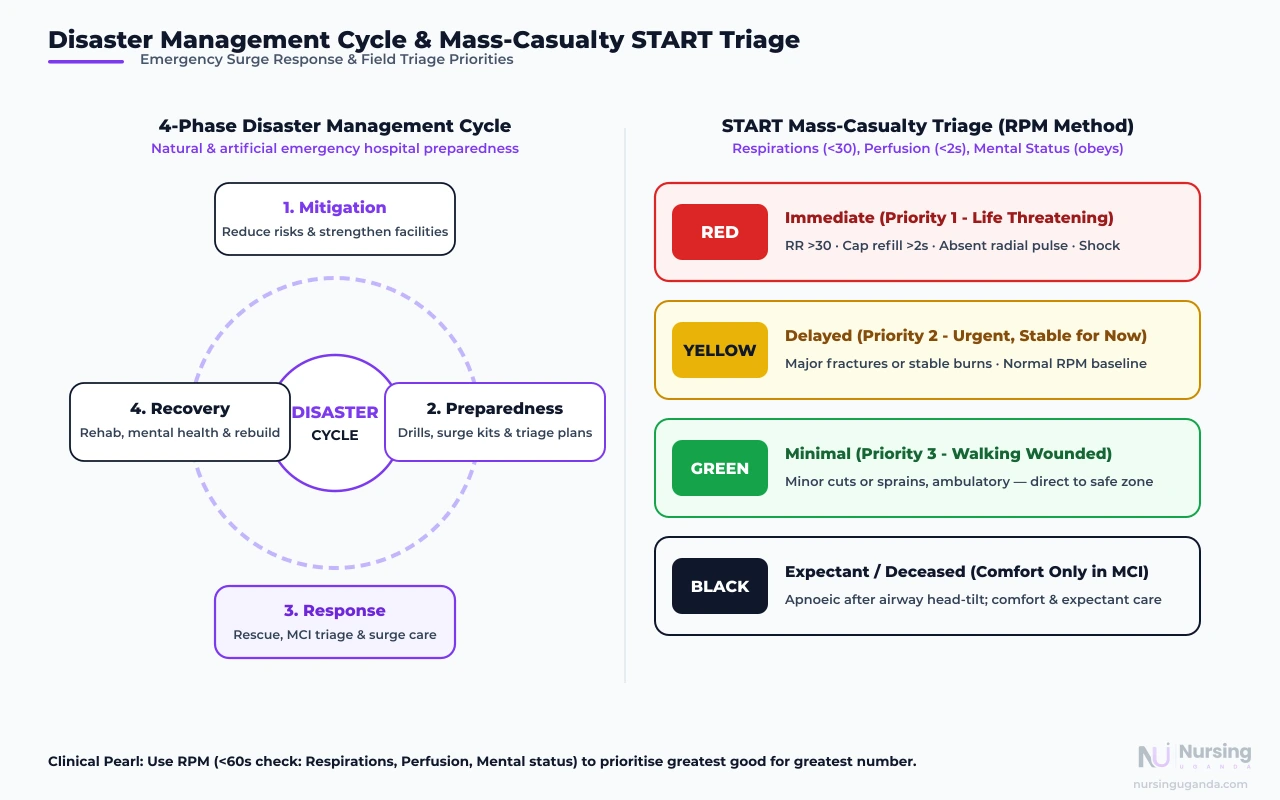 Disaster Management Cycle & Mass-Casualty START Triage
Emergency Surge Response & Field Triage Priorities
4-Phase Disaster Management Cycle
Natural & artificial emergency hospital preparedness
1. Mitigation
Reduce risks & strengthen facilities
4. Recovery
Rehab, mental health & rebuild
DISASTER
CYCLE
2. Preparedness
Drills, surge kits & triage plans
3. Response
Rescue, MCI triage & surge care
START Mass-Casualty Triage (RPM Method)
Respirations (<30), Perfusion (<2s), Mental Status (obeys)
RED
Immediate (Priority 1 - Life Threatening)
RR >30 · Cap refill >2s · Absent radial pulse · Shock
YELLOW
Delayed (Priority 2 - Urgent, Stable for Now)
Major fractures or stable burns · Normal RPM baseline
GREEN
Minimal (Priority 3 - Walking Wounded)
Minor cuts or sprains, ambulatory — direct to safe zone
BLACK
Expectant / Deceased (Comfort Only in MCI)
Apnoeic after airway head-tilt; comfort & expectant care
Clinical Pearl: Use RPM (<60s check: Respirations, Perfusion, Mental status) to prioritise greatest good for greatest number.
NU Nursing
UGANDA
nursinguganda.com